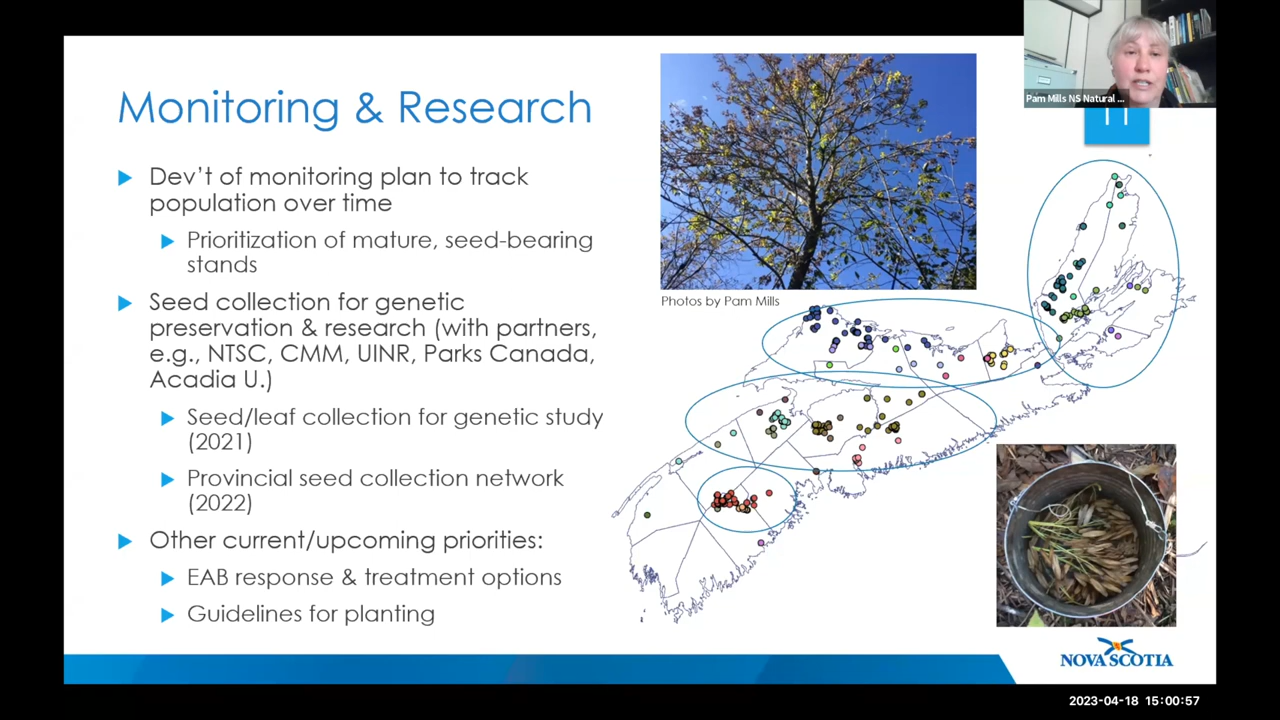 Monitoring & Research
Dev't of monitoring plan to track
population over time
Prioritization of mature, seed-bearing
stands
Seed collection for genetic
preservation & research (with partners,
e.g., NTSC, CMM, UINR, Parks Canada,
Acadia U.)
Seed/leaf collection for genetic study
(2021)
Provincial seed collection network
(2022)
Other current/upcoming priorities:
EAB response & treatment options
Guidelines for planting
Photos by Pam Mills
Pam Mills NS Natural ...
NOVA SCOTIA
2023-04-18 15:00:57